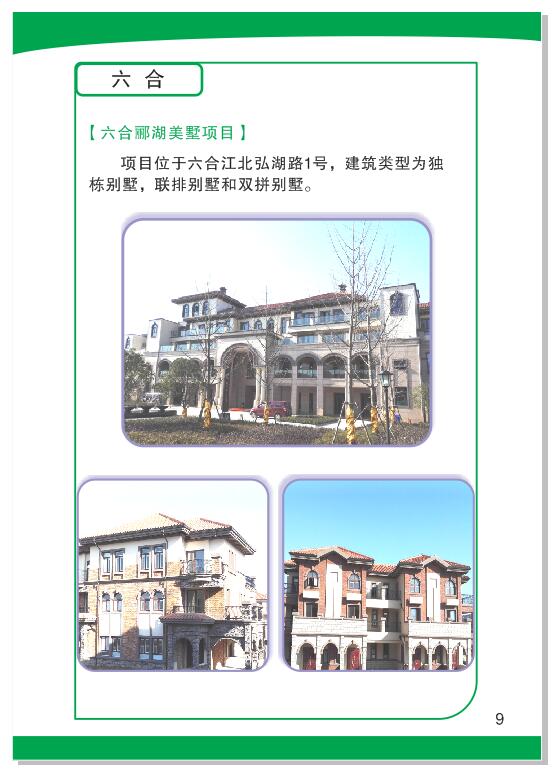 六 合
【六合郦湖美墅项目】
项目位于六合江北弘湖路1号，建筑类型为独
栋别墅，联排别墅和双拼别墅。
9